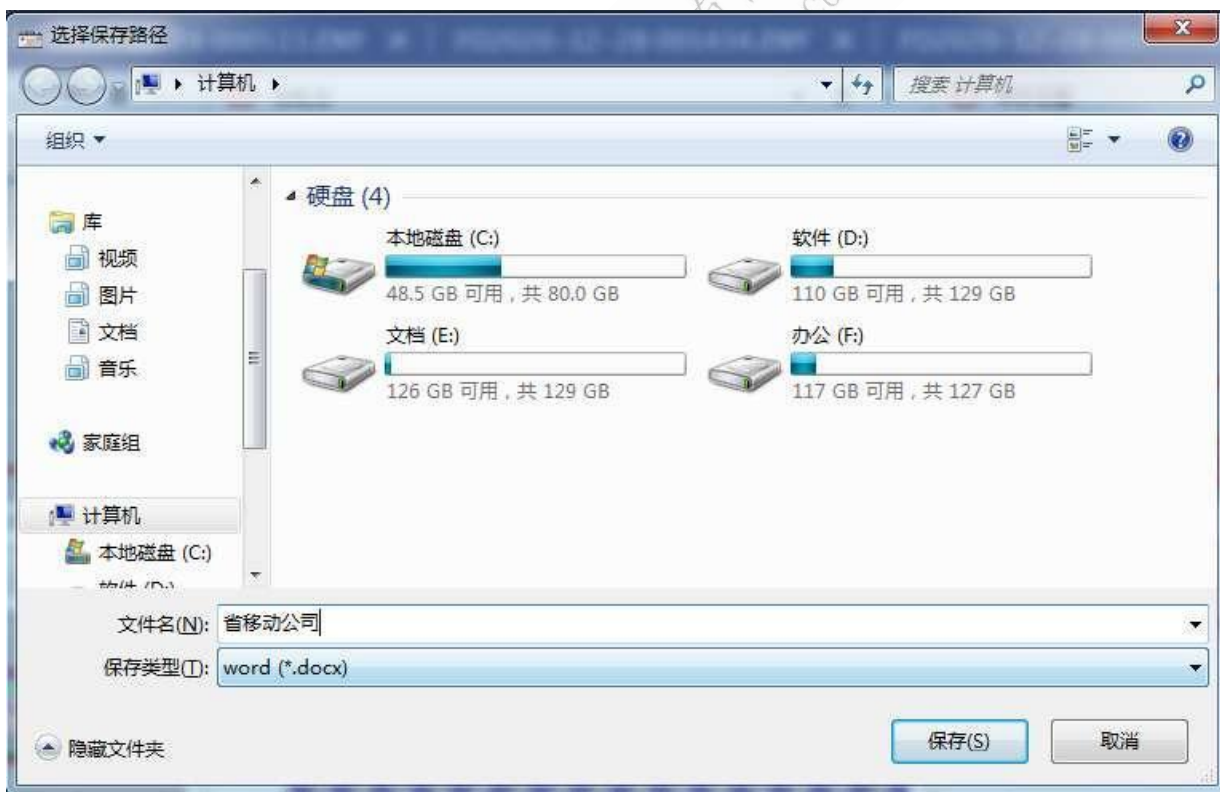 选择保存路径
计算机
搜索 计算机
组织
库
视频
图片
文档
音乐
家庭组
计算机
本地磁盘 (C:)
软件 (D:)
硬盘 (4)
本地磁盘 (C:)
48.5 GB 可用 , 共 80.0 GB
软件 (D:)
110 GB 可用 , 共 129 GB
文档 (E:)
126 GB 可用 , 共 129 GB
办公 (F:)
117 GB 可用 , 共 127 GB
文件名(N): 省移动公司
保存类型(T): word (*.docx)
隐藏文件夹
保存(S)
取消